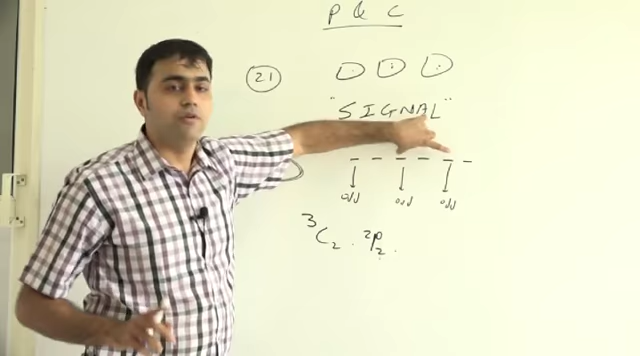 P & C
21
"SIGNAL"
odd odd odd
³C₂ . ²P₂ .